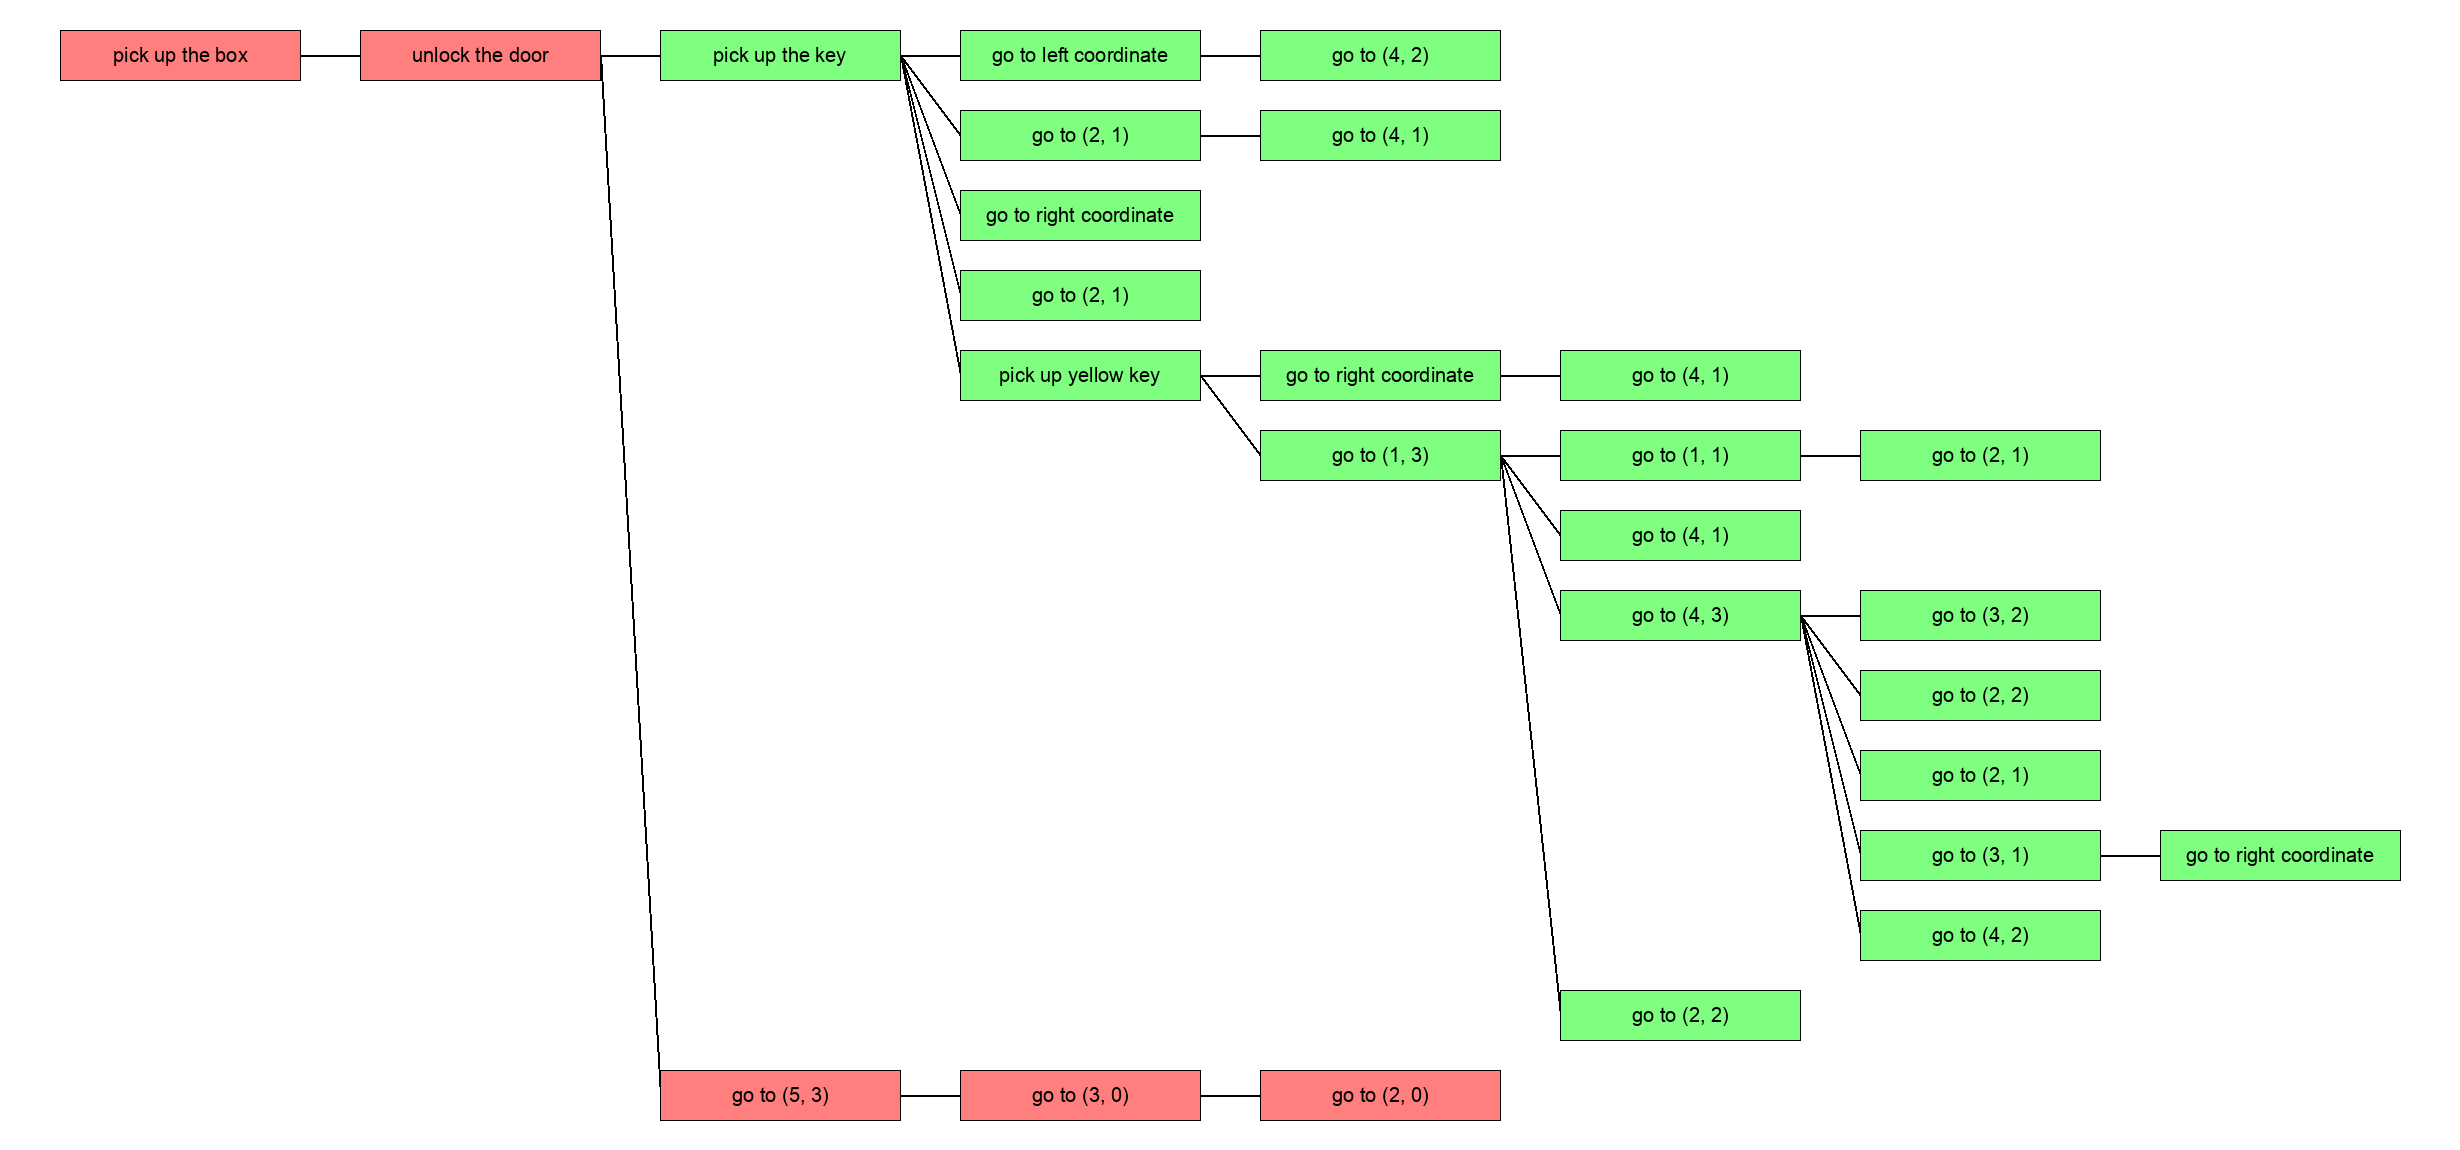 pick up the box
unlock the door
pick up the key
go to left coordinate
go to (4, 2)
go to (2, 1)
go to (4, 1)
go to right coordinate
go to (2, 1)
pick up yellow key
go to right coordinate
go to (4, 1)
go to (1, 3)
go to (1, 1)
go to (2, 1)
go to (4, 1)
go to (4, 3)
go to (3, 2)
go to (2, 2)
go to (2, 1)
go to (3, 1)
go to right coordinate
go to (4, 2)
go to (2, 2)
go to (5, 3)
go to (3, 0)
go to (2, 0)